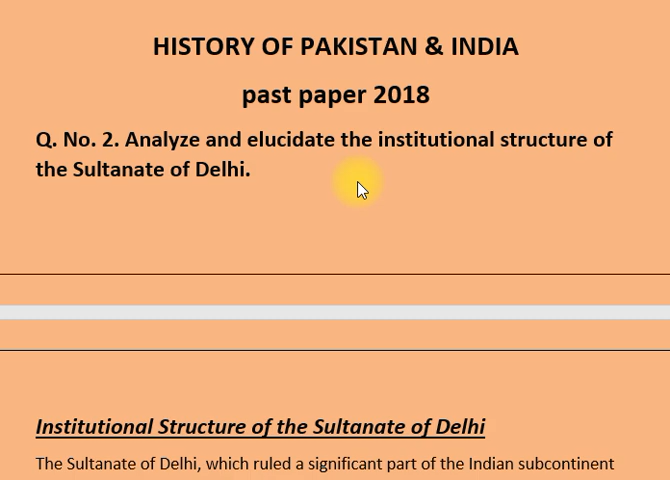 HISTORY OF PAKISTAN & INDIA
past paper 2018
Q. No. 2. Analyze and elucidate the institutional structure of
the Sultanate of Delhi.
Institutional Structure of the Sultanate of Delhi
The Sultanate of Delhi, which ruled a significant part of the Indian subcontinent